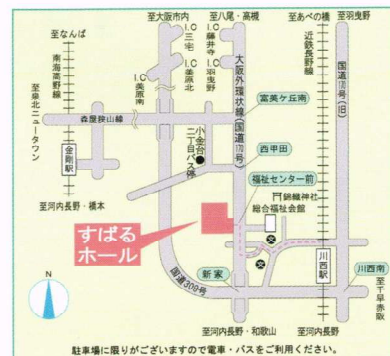 至大阪市内
至八尾・高槻
至あべの橋
至羽曳野
至なんば
I.C 三宅
I.C 美原北
I.C 藤井寺
I.C 羽曳野
I.C 美原南
南海高野線
大阪外環状線(国道170号)
近鉄長野線
国道170号(旧)
至泉北ニュータウン
森屋狭山線
富美ケ丘南
金剛駅
小金台二丁目バス停
西甲田
福祉センター前
至河内長野・橋本
錦織神社
総合福祉会館
すばる
ホール
文
文
川西駅
N
国道309号
新家
川西南
至千早赤阪
至河内長野・和歌山
至河内長野
駐車場に限りがございますので電車・バスをご利用ください。